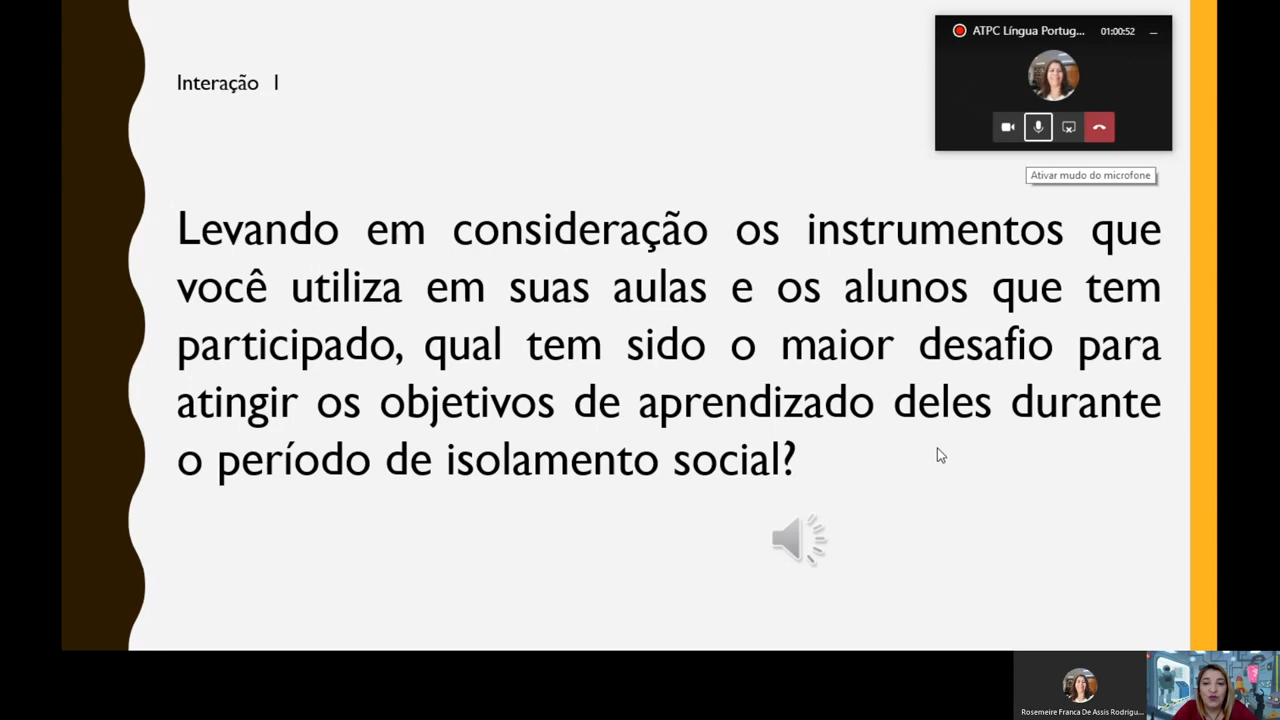 ATPC Língua Portug... 01:00:52
Interação 1
Ativar mudo do microfone
Levando em consideração os instrumentos que
você utiliza em suas aulas e os alunos que tem
participado, qual tem sido o maior desafio para
atingir os objetivos de aprendizado deles durante
o período de isolamento social?
Rosemeire Franca De Assis Rodrigu...